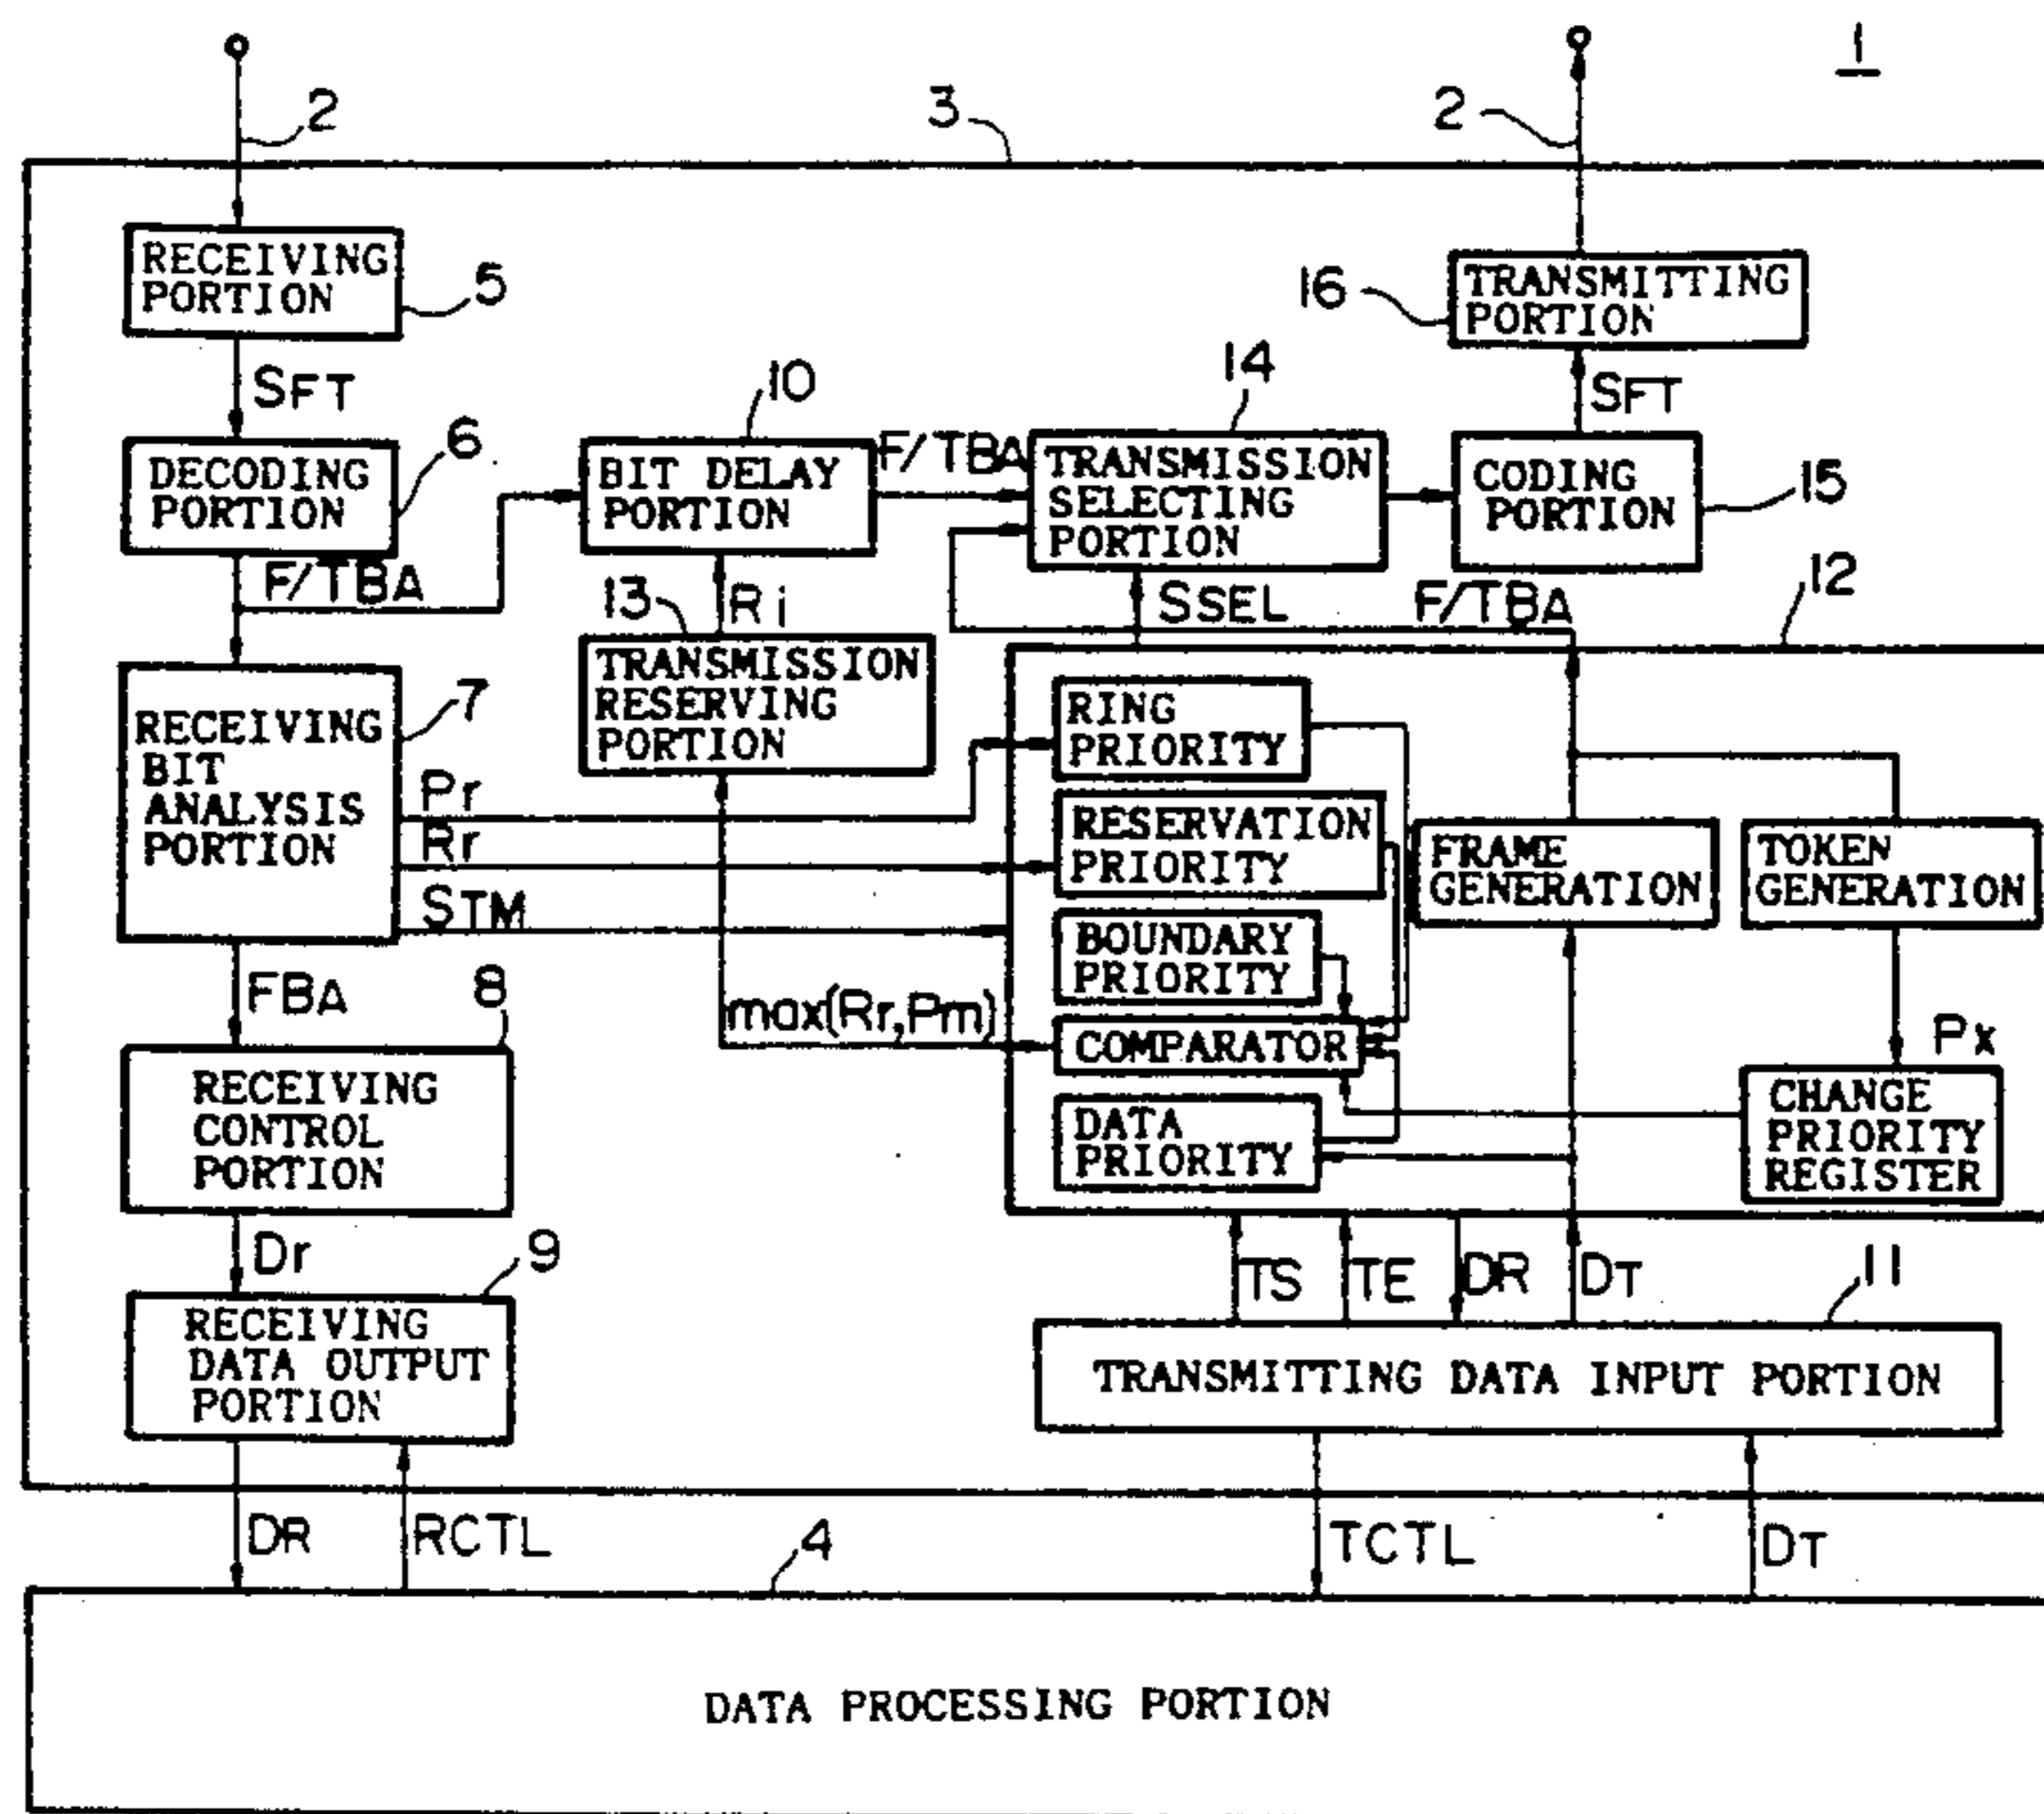 1
2
3
2
RECEIVING
PORTION
5
16
TRANSMITTING
PORTION
SFT
10
14
SFT
6
F/TBA
DECODING
PORTION
BIT DELAY
PORTION
TRANSMISSION
SELECTING
PORTION
CODING
PORTION
15
F/TBA
13
Ri
SSEL
F/TBA
12
TRANSMISSION
RESERVING
PORTION
7
RECEIVING
BIT
ANALYSIS
PORTION
RING
PRIORITY
Pr
Rr
STM
RESERVATION
PRIORITY
FRAME
GENERATION
TOKEN
GENERATION
BOUNDARY
PRIORITY
FBA
8
max(Rr,Pm)
COMPARATOR
Px
RECEIVING
CONTROL
PORTION
DATA
PRIORITY
CHANGE
PRIORITY
REGISTER
Dr
9
TS
TE
DR
DT
11
RECEIVING
DATA OUTPUT
PORTION
TRANSMITTING DATA INPUT PORTION
DR
RCTL
4
TCTL
DT
DATA PROCESSING PORTION